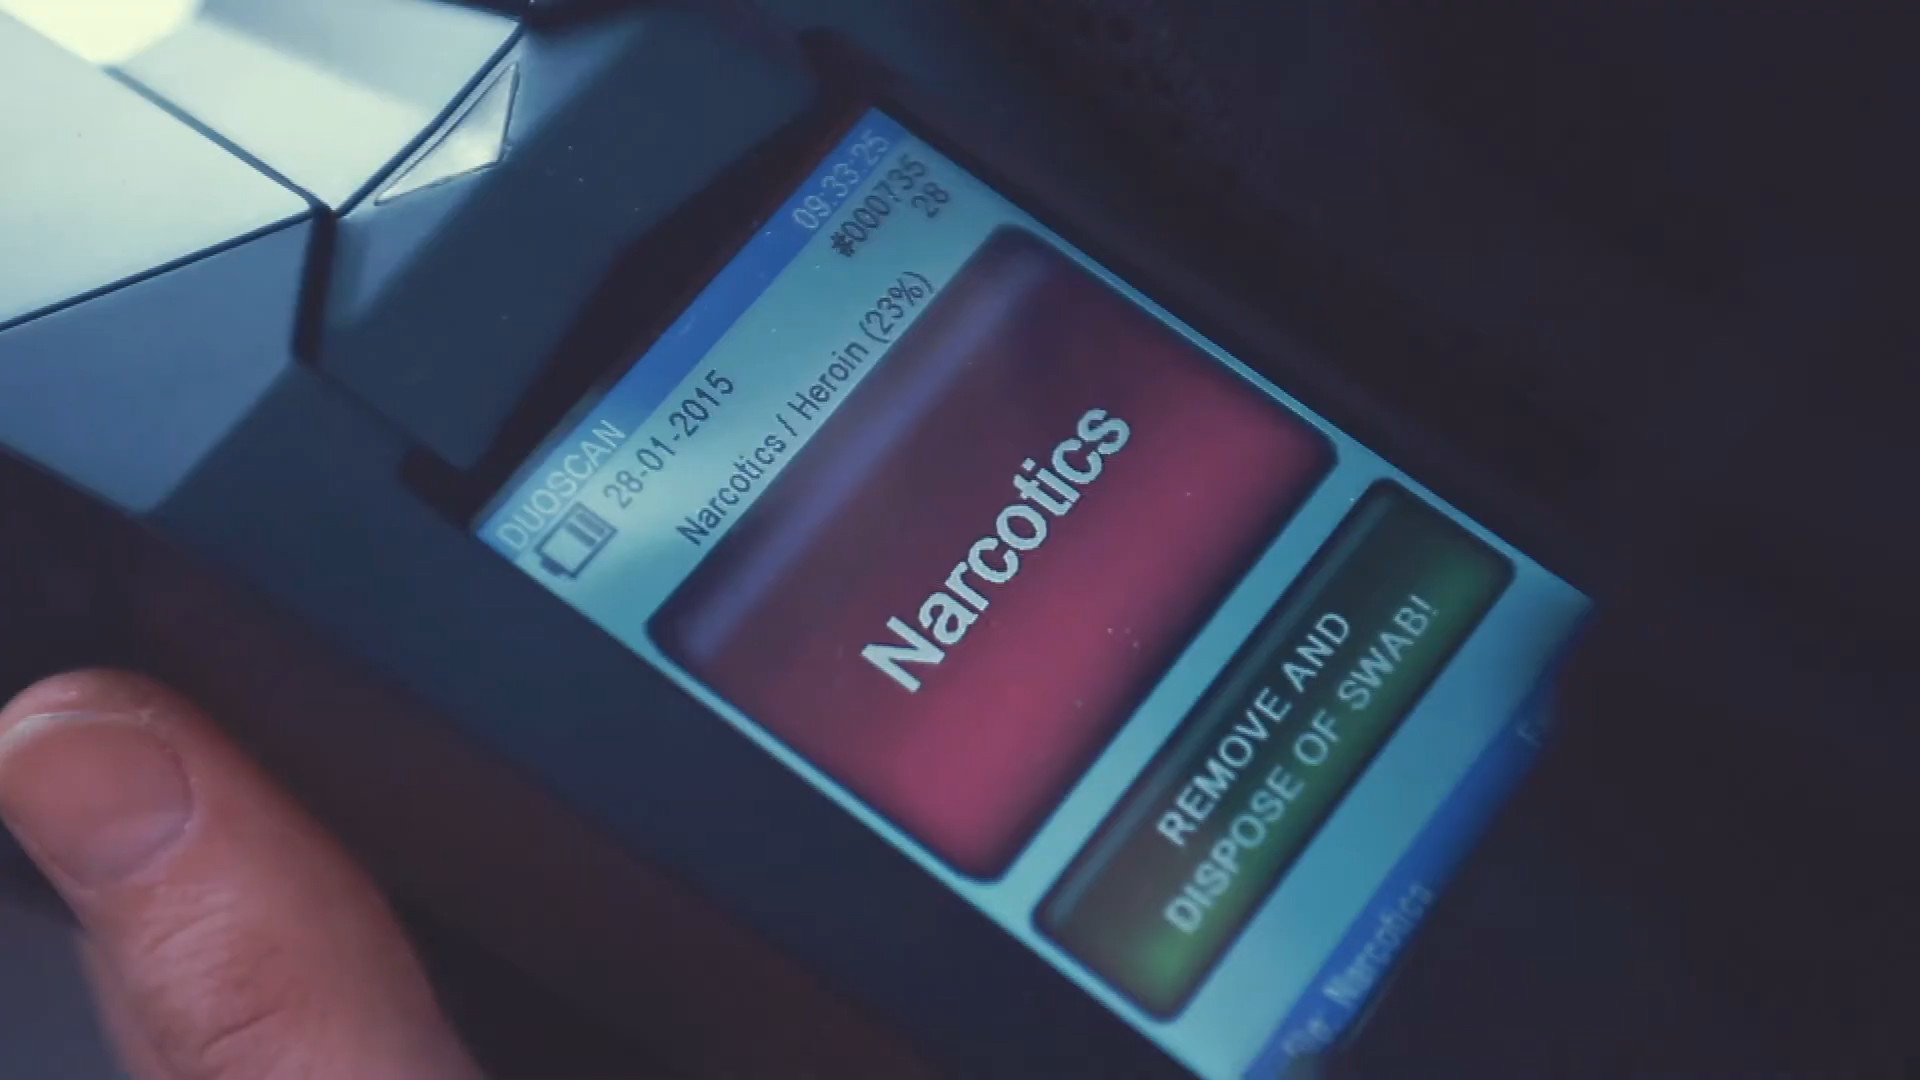 DUOSCAN 09:33:25
28-01-2015 #000735
28
Narcotics / Heroin (23%)
Narcotics
REMOVE AND
DISPOSE OF SWAB!
Narcotics